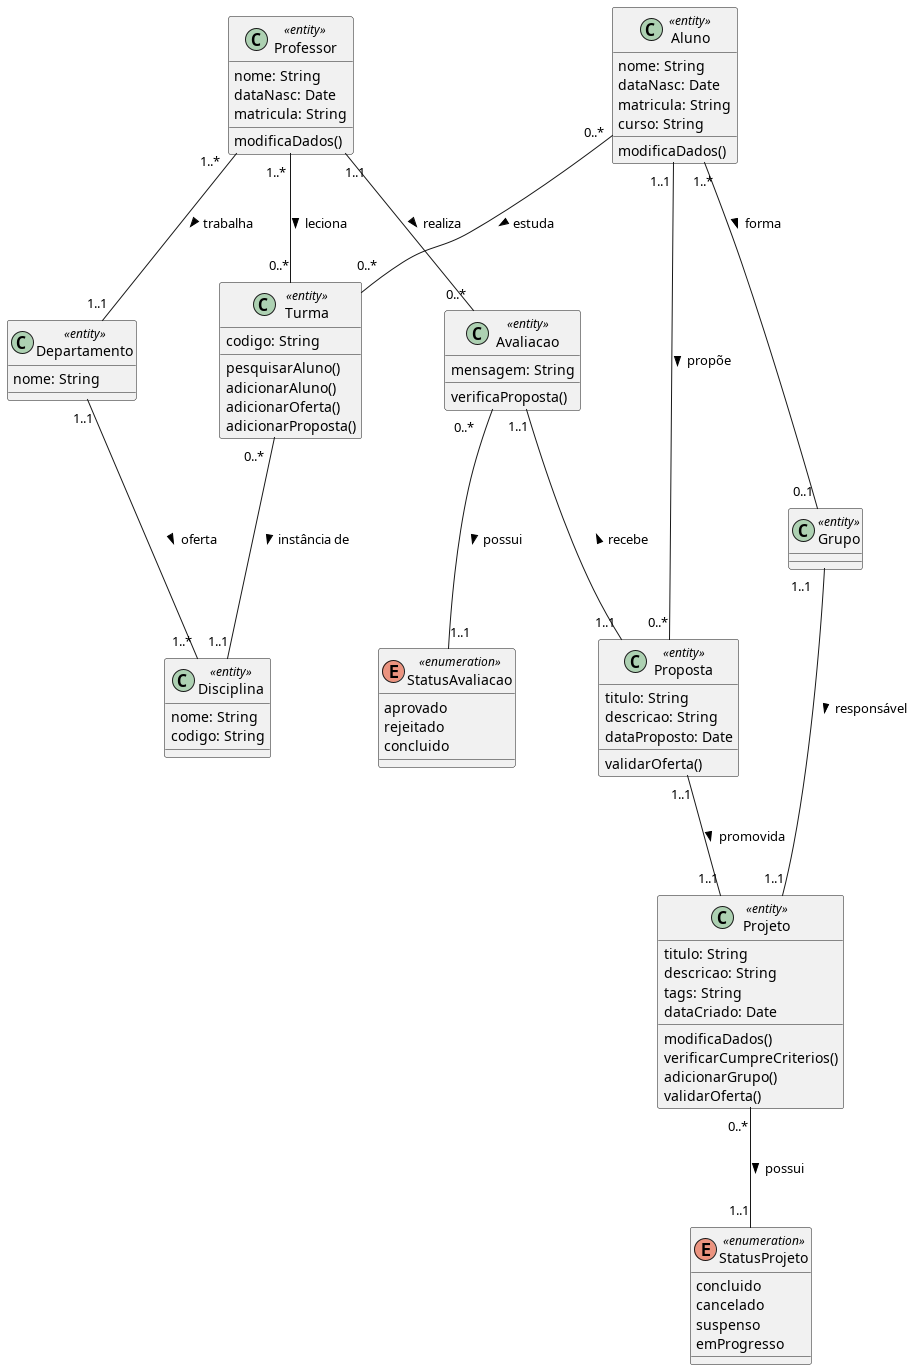 C «entity»
Professor
nome: String
dataNasc: Date
matricula: String
modificaDados()
C «entity»
Aluno
nome: String
dataNasc: Date
matricula: String
curso: String
modificaDados()
1..* 1..* 1..1 0..* 1..1 1..*
trabalha leciona realiza estuda forma
1..1 0..* 0..* 0..*
C «entity»
Departamento
nome: String
C «entity»
Turma
codigo: String
pesquisarAluno()
adicionarAluno()
adicionarOferta()
adicionarProposta()
C «entity»
Avaliacao
mensagem: String
verificaProposta()
propõe
1..1 0..* 0..* 1..1 0..1
C «entity»
Grupo
oferta instância de possui recebe
1..1
1..* 1..1 1..1 1..1 0..*
C «entity»
Disciplina
nome: String
codigo: String
E «enumeration»
StatusAvaliacao
aprovado
rejeitado
concluido
C «entity»
Proposta
titulo: String
descricao: String
dataProposto: Date
validarOferta()
responsável
1..1
promovida
1..1 1..1
C «entity»
Projeto
titulo: String
descricao: String
tags: String
dataCriado: Date
modificaDados()
verificarCumpreCriterios()
adicionarGrupo()
validarOferta()
0..*
possui
1..1
E «enumeration»
StatusProjeto
concluido
cancelado
suspenso
emProgresso